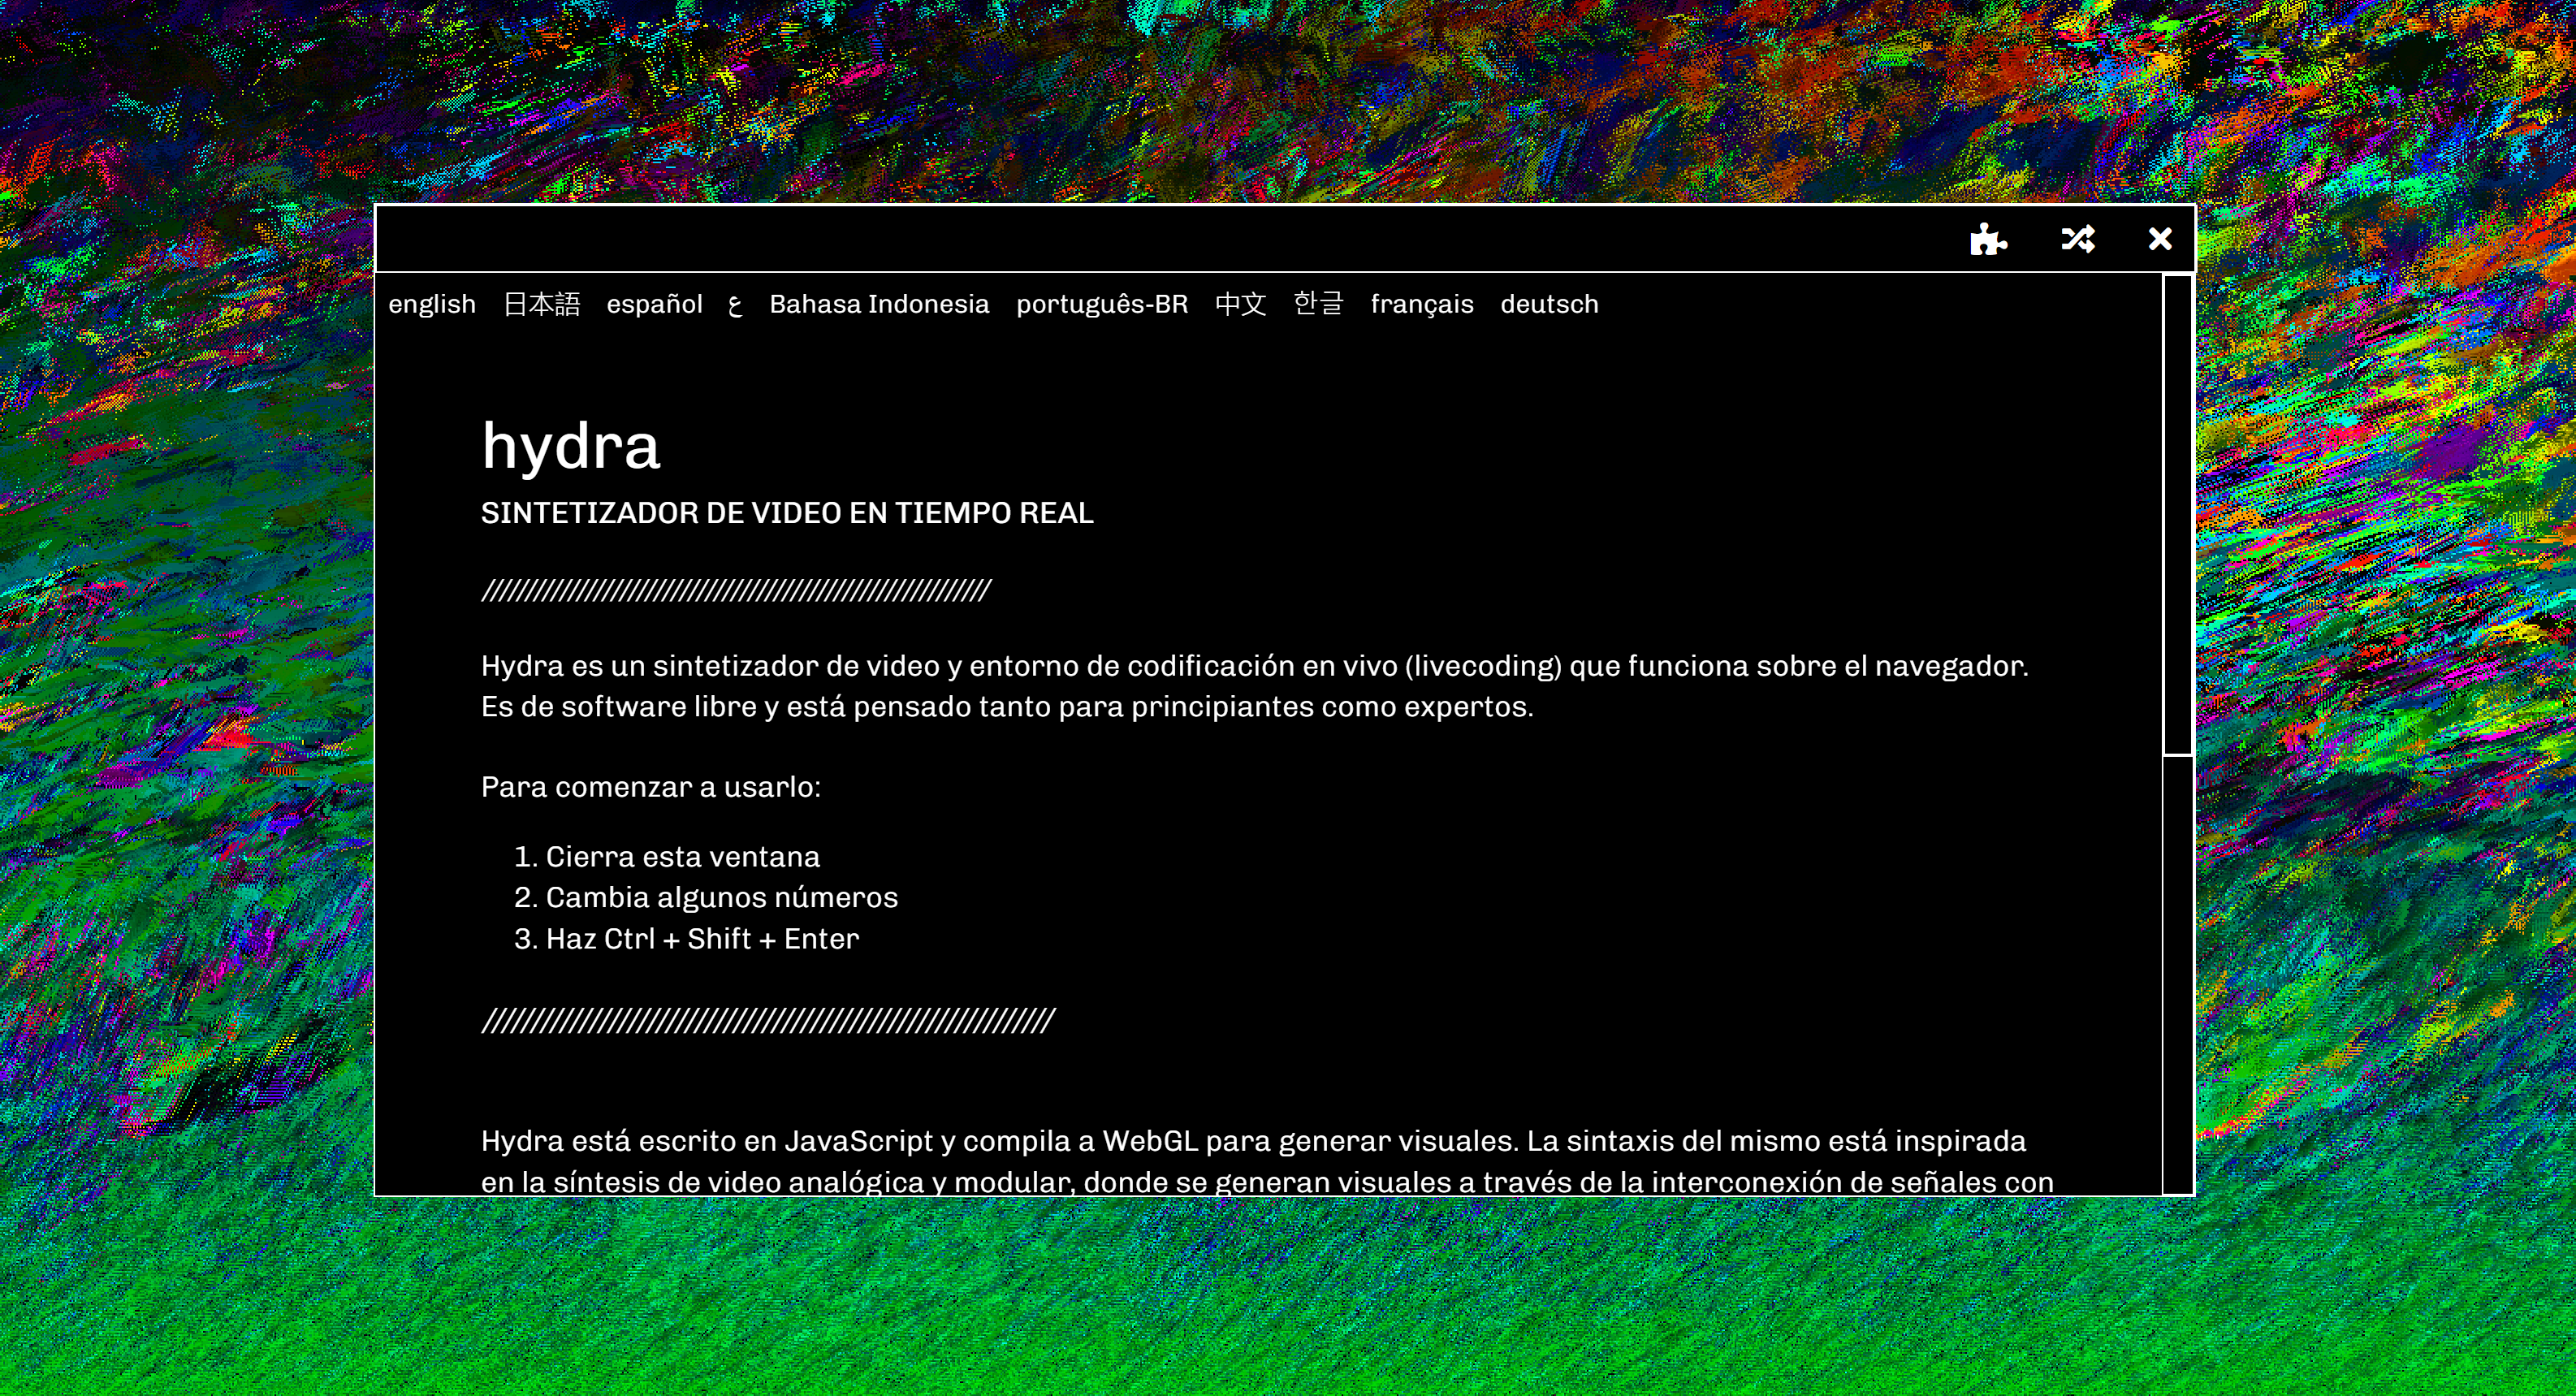 english 日本語 español ع Bahasa Indonesia português-BR 中文 한글 français deutsch
hydra
SINTETIZADOR DE VIDEO EN TIEMPO REAL
////////////////////////////////////////////////////////
Hydra es un sintetizador de video y entorno de codificación en vivo (livecoding) que funciona sobre el navegador.
Es de software libre y está pensado tanto para principiantes como expertos.
Para comenzar a usarlo:
1. Cierra esta ventana
2. Cambia algunos números
3. Haz Ctrl + Shift + Enter
///////////////////////////////////////////////////////////////
Hydra está escrito en JavaScript y compila a WebGL para generar visuales. La sintaxis del mismo está inspirada
en la síntesis de video analógica y modular, donde se generan visuales a través de la interconexión de señales con